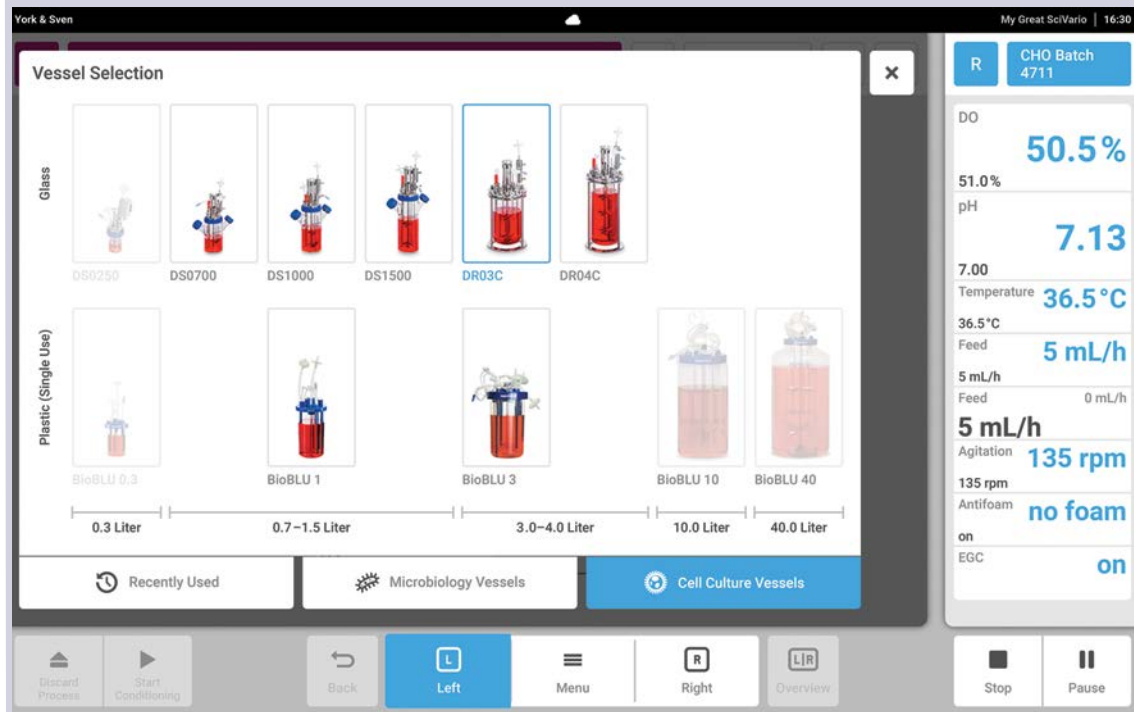 York & Sven
My Great SciVario | 16:30
Vessel Selection
×
Glass
DS0250
DS0700
DS1000
DS1500
DR03C
DR04C
Plastic (Single Use)
BioBLU 0.3
BioBLU 1
BioBLU 3
BioBLU 10
BioBLU 40
0.3 Liter
0.7–1.5 Liter
3.0–4.0 Liter
10.0 Liter
40.0 Liter
Recently Used
Microbiology Vessels
Cell Culture Vessels
R
CHO Batch
4711
DO
50.5%
51.0%
pH
7.13
7.00
Temperature
36.5°C
36.5°C
Feed
5 mL/h
5 mL/h
Feed
0 mL/h
5 mL/h
Agitation
135 rpm
135 rpm
Antifoam
no foam
on
EGC
on
Discard
Process
Start
Conditioning
Back
L
Left
Menu
R
Right
L|R
Overview
Stop
Pause